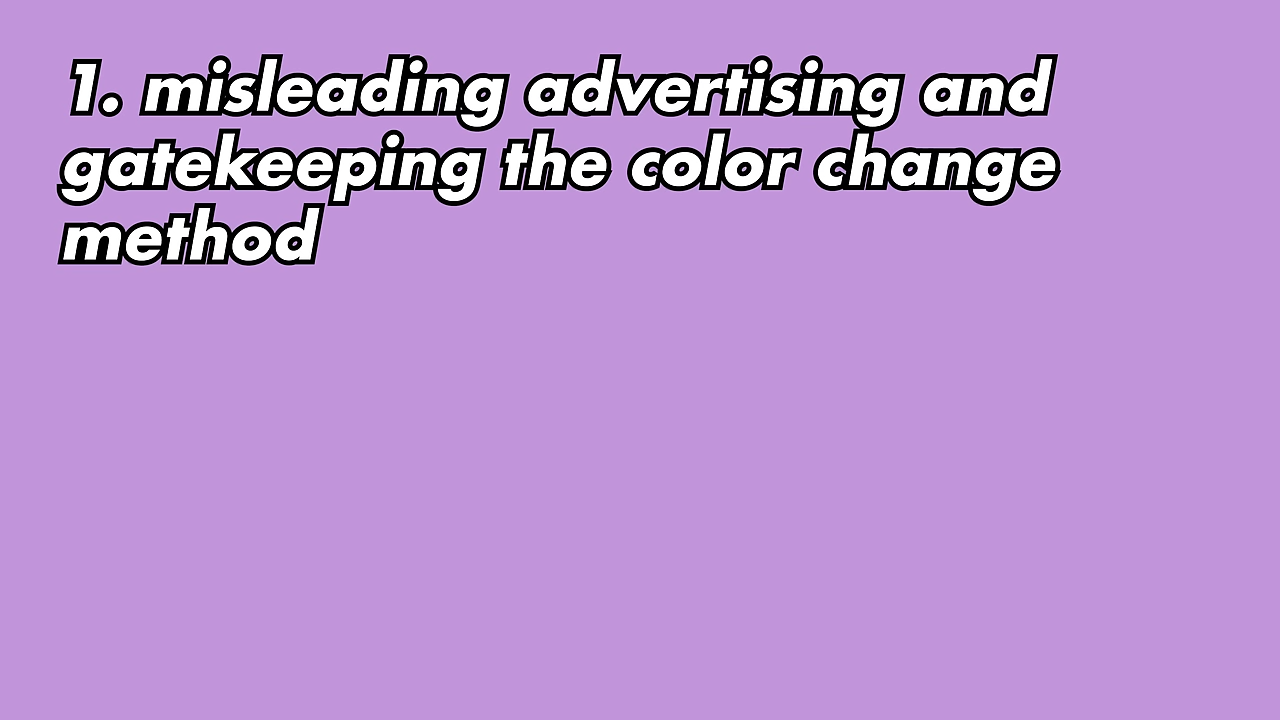 1. misleading advertising and
gatekeeping the color change
method